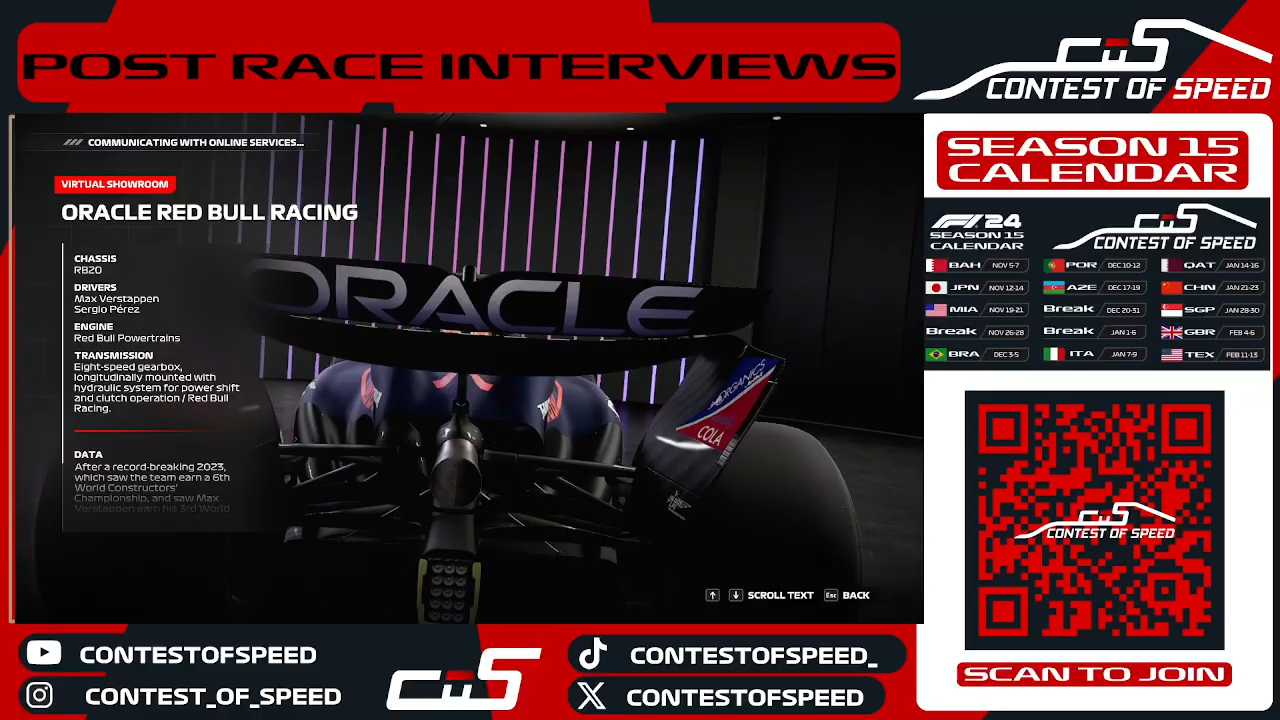 POST RACE INTERVIEWS
CONTEST OF SPEED
COMMUNICATING WITH ONLINE SERVICES...
VIRTUAL SHOWROOM
ORACLE RED BULL RACING
CHASSIS
RB20
DRIVERS
Max Verstappen
Sergio Pérez
ENGINE
Red Bull Powertrains
TRANSMISSION
Eight-speed gearbox,
longitudinally mounted with
hydraulic system for power shift
and clutch operation / Red Bull
Racing.
DATA
After a record-breaking 2023,
which saw the team earn a 6th
World Constructors'
Championship, and saw Max
Verstappen earn his 3rd World
ORACLE
ORGANICS
COLA
SCROLL TEXT
Esc BACK
SEASON 15
CALENDAR
F1 24
SEASON 15
CALENDAR
CONTEST OF SPEED
BAH NOV 5-7
POR DEC 10-12
QAT JAN 14-16
JPN NOV 12-14
AZE DEC 17-19
CHN JAN 21-23
MIA NOV 19-21
Break DEC 20-31
SGP JAN 28-30
Break NOV 26-28
Break JAN 1-6
GBR FEB 4-6
BRA DEC 3-5
ITA JAN 7-9
TEX FEB 11-13
CONTEST OF SPEED
SCAN TO JOIN
CONTESTOFSPEED
CONTEST_OF_SPEED
CONTESTOFSPEED_
CONTESTOFSPEED